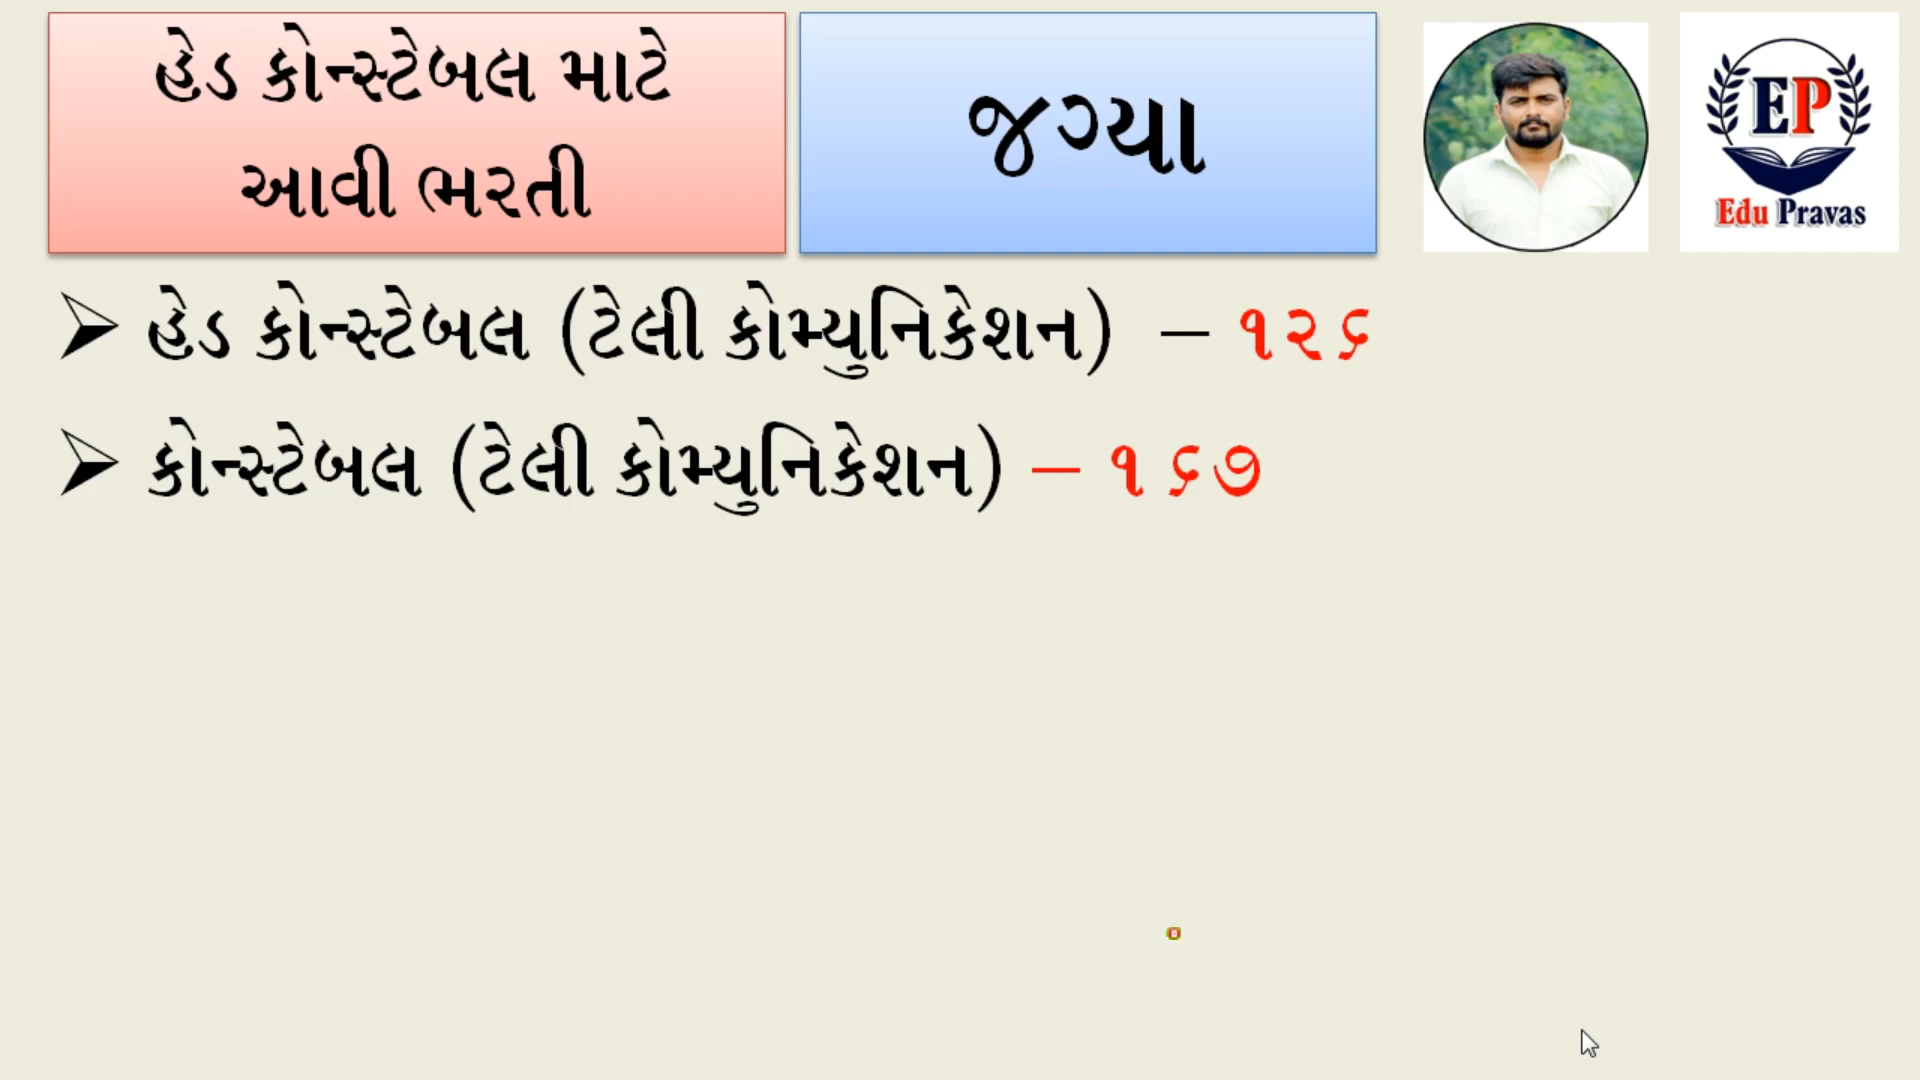 હેડ કોન્સ્ટેબલ માટે
આવી ભરતી
જગ્યા
EP
Edu Pravas
હેડ કોન્સ્ટેબલ (ટેલી કોમ્યુનિકેશન) – ૧૨૬
કોન્સ્ટેબલ (ટેલી કોમ્યુનિકેશન) – ૧૬૭